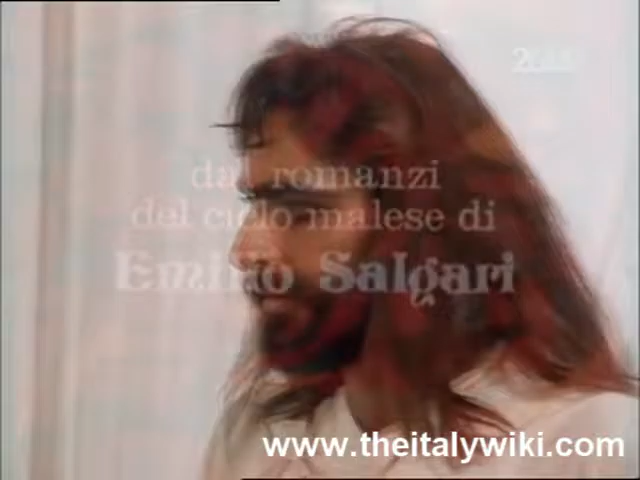 dai romanzi
del ciclo malese di
Emilio Salgari
www.theitalywiki.com